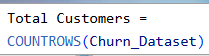 Total Customers =
COUNTROWS(Churn_Dataset)